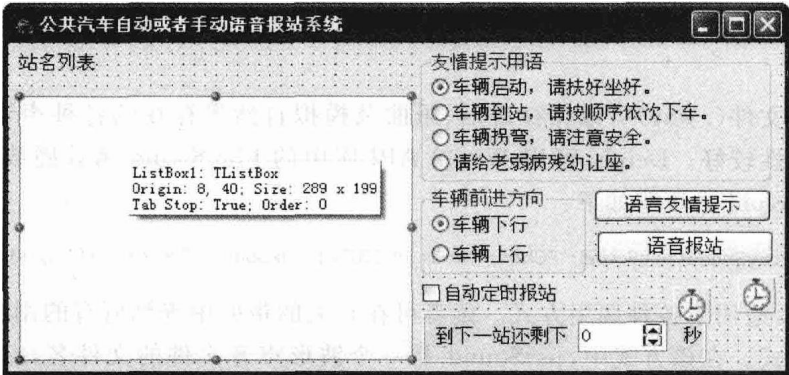 公共汽车自动或者手动语音报站系统
站名列表
ListBox1: TListBox
Origin: 8, 40; Size: 289 x 199
Tab Stop: True; Order: 0
友情提示用语
车辆启动，请扶好坐好。
车辆到站，请按顺序依次下车。
车辆拐弯，请注意安全。
请给老弱病残幼让座。
车辆前进方向
车辆下行
车辆上行
语言友情提示
语音报站
自动定时报站
到下一站还剩下 0 秒